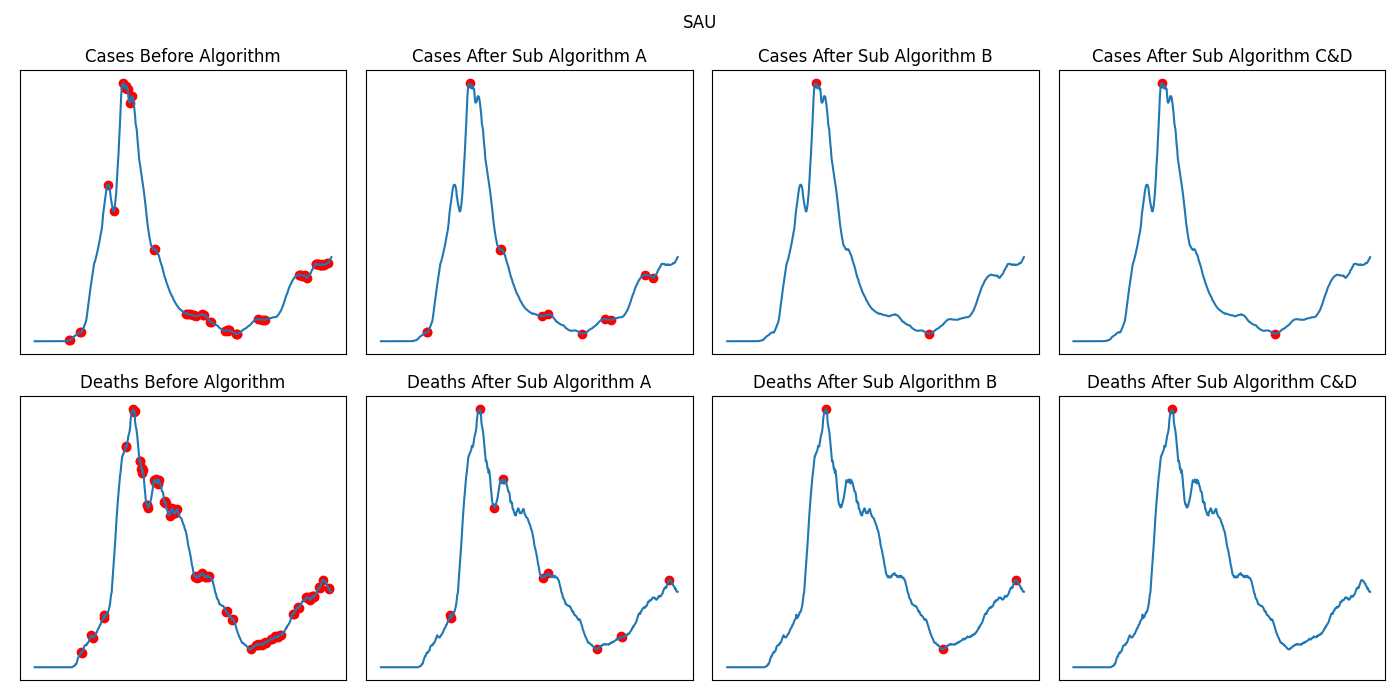 SAU
Cases Before Algorithm
Cases After Sub Algorithm A
Cases After Sub Algorithm B
Cases After Sub Algorithm C&D
Deaths Before Algorithm
Deaths After Sub Algorithm A
Deaths After Sub Algorithm B
Deaths After Sub Algorithm C&D